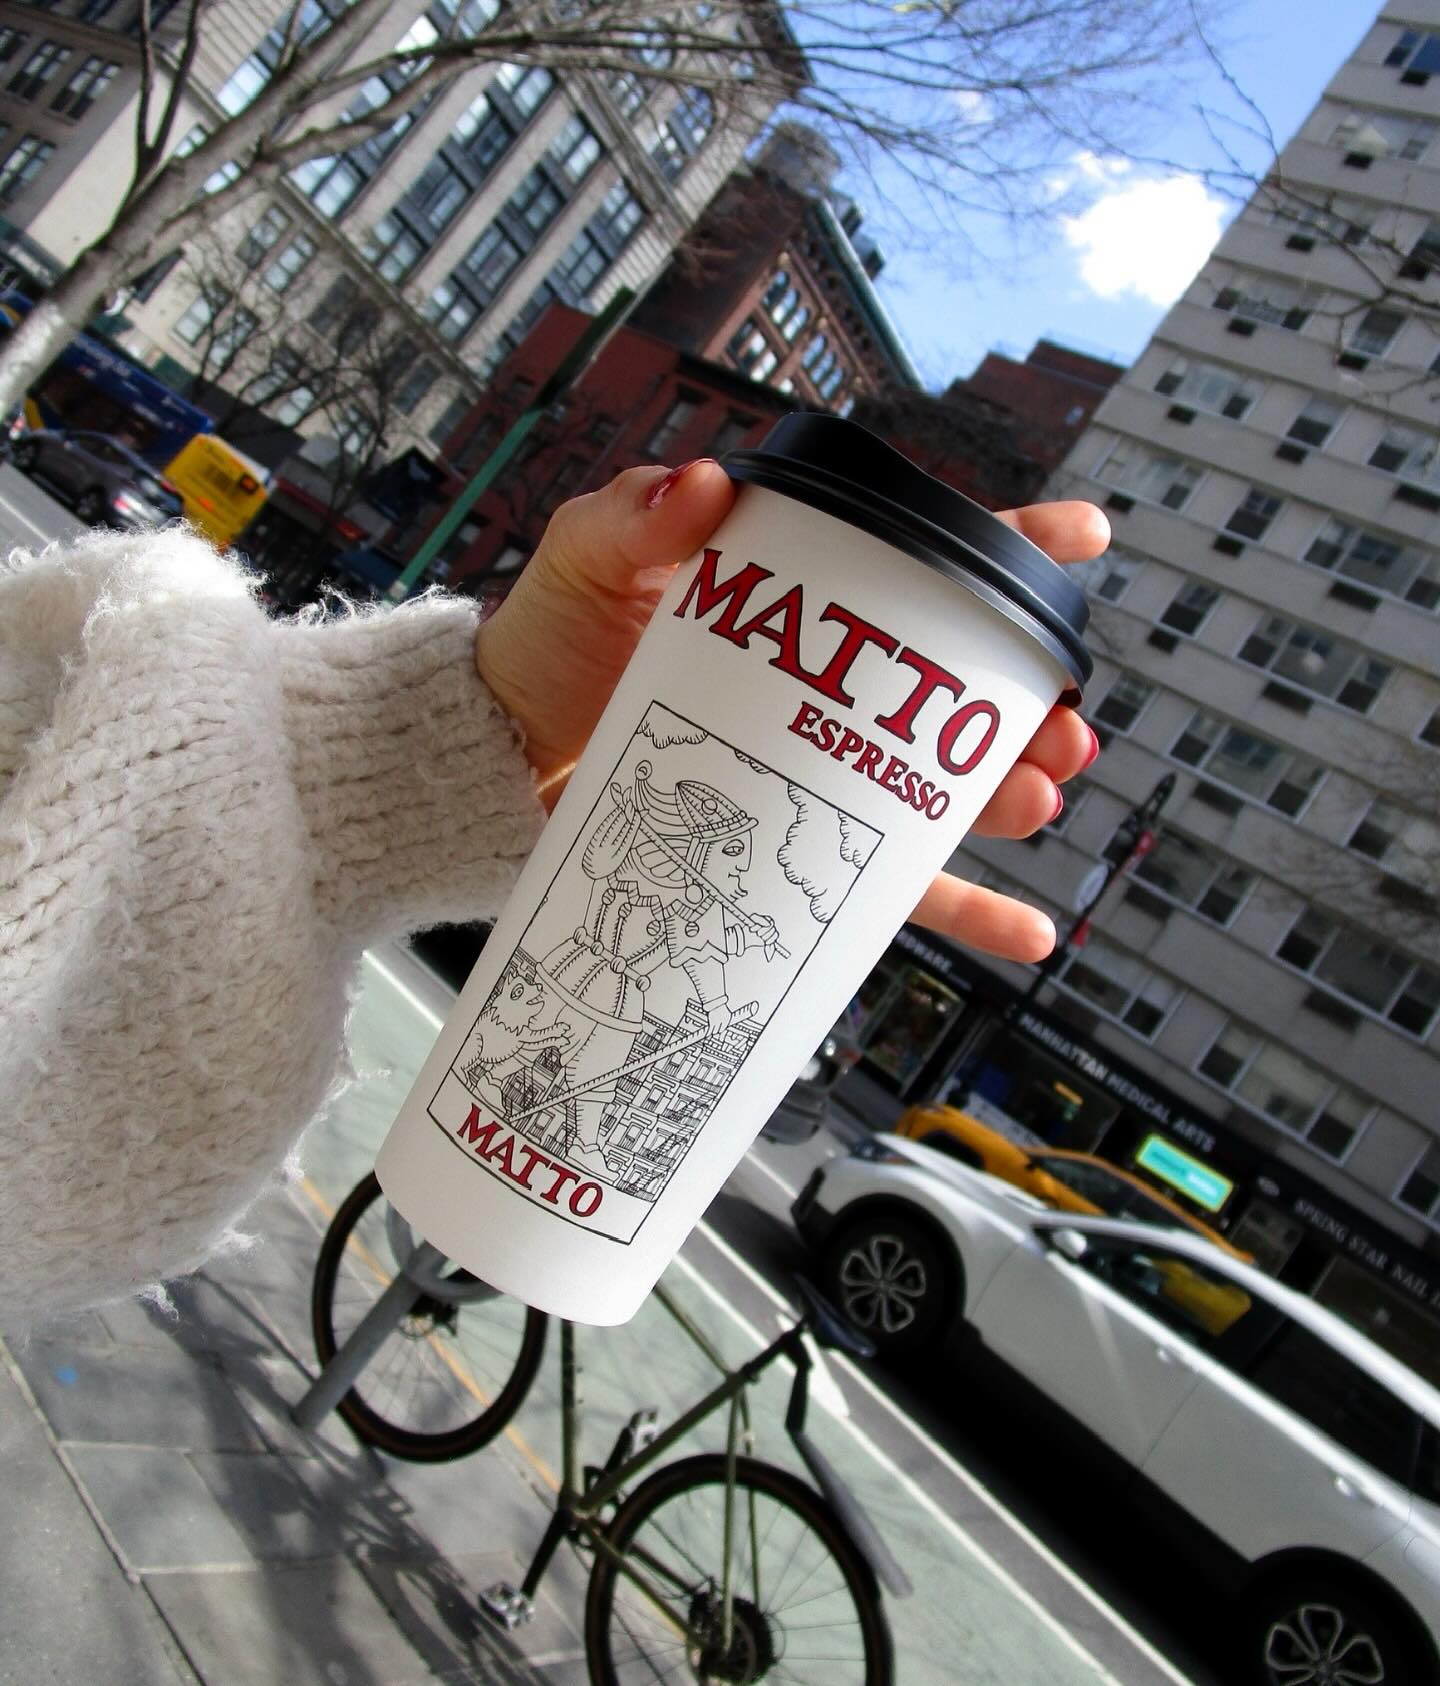 MATTO
ESPRESSO
MATTO
MANHATTAN MEDICAL ARTS
SPRING STAR NAIL